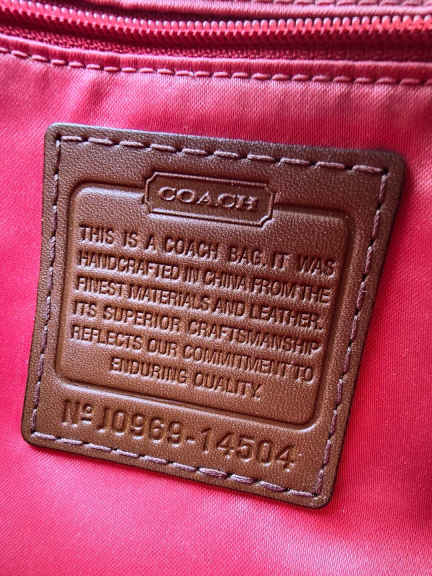 COACH
THIS IS A COACH BAG. IT WAS
HANDCRAFTED IN CHINA FROM THE
FINEST MATERIALS AND LEATHER.
ITS SUPERIOR CRAFTSMANSHIP
REFLECTS OUR COMMITMENT TO
ENDURING QUALITY.
Nº J0969-14504